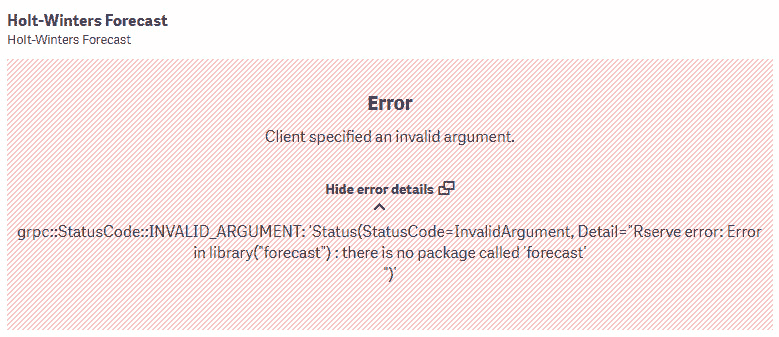 Holt-Winters Forecast
Holt-Winters Forecast
Error
Client specified an invalid argument.
Hide error details
grpc::StatusCode::INVALID_ARGUMENT: 'Status(StatusCode=InvalidArgument, Detail="Rserve error: Error
in library("forecast") : there is no package called 'forecast'
")'